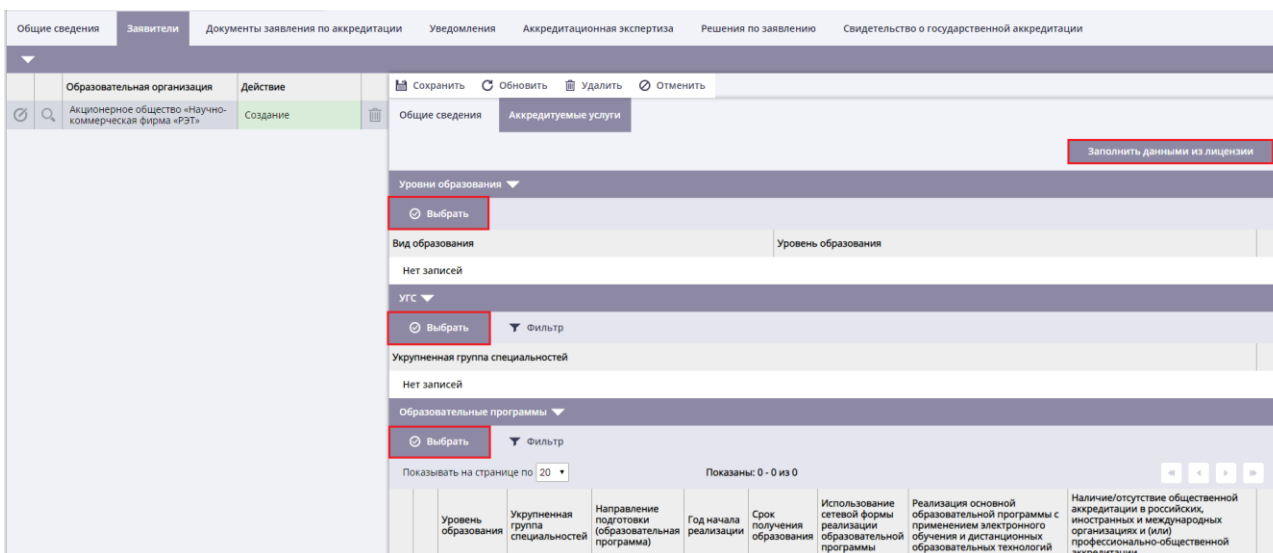 Общие сведения Заявители Документы заявления по аккредитации Уведомления Аккредитационная экспертиза Решения по заявлению Свидетельство о государственной аккредитации
Образовательная организация Действие
Акционерное общество «Научно-
коммерческая фирма «РЭТ»
Создание
Сохранить Обновить Удалить Отменить
Общие сведения Аккредитуемые услуги
Заполнить данными из лицензии
Уровни образования
Выбрать
Вид образования Уровень образования
Нет записей
УГС
Выбрать Фильтр
Укрупненная группа специальностей
Нет записей
Образовательные программы
Выбрать Фильтр
Показывать на странице по 20 Показаны: 0 - 0 из 0
Уровень
образования
Укрупненная
группа
специальностей
Направление
подготовки
(образовательная
программа)
Год начала
реализации
Срок
получения
образования
Использование
сетевой формы
реализации
образовательной
программы
Реализация основной
образовательной программы с
применением электронного
обучения и дистанционных
образовательных технологий
Наличие/отсутствие общественной
аккредитации в российских,
иностранных и международных
организациях и (или)
профессионально-общественной
аккредитации